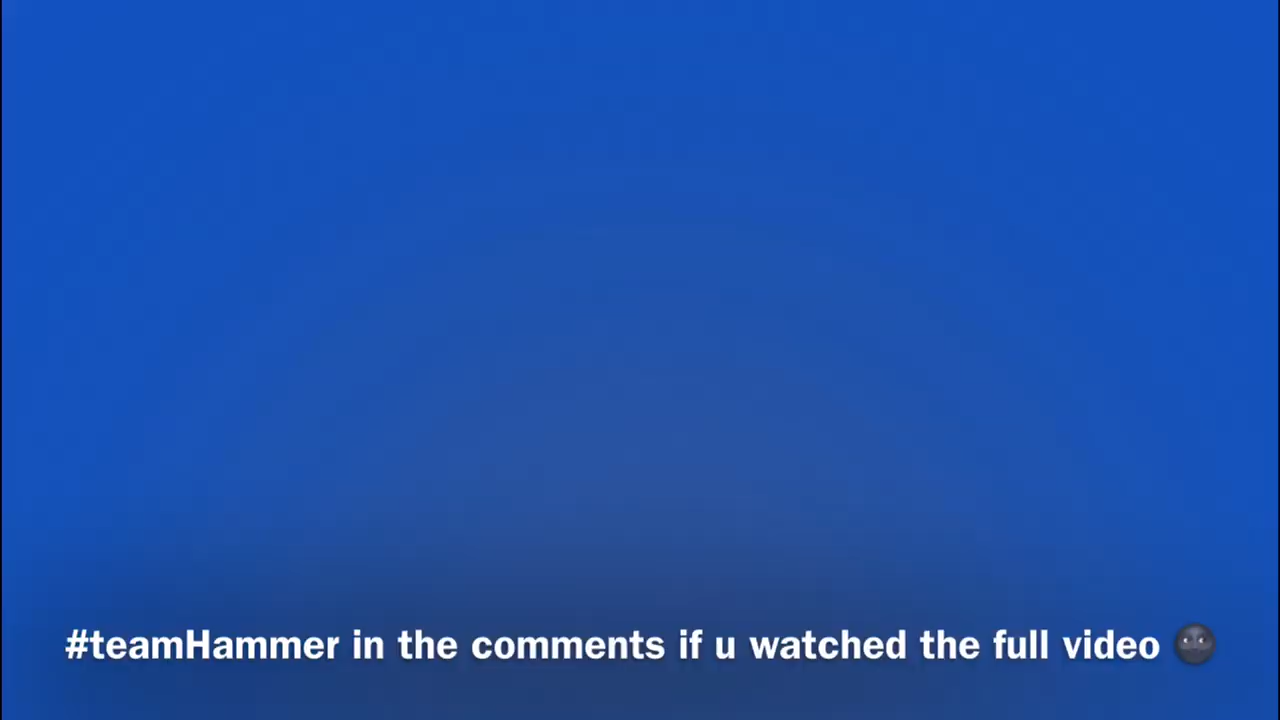 #teamHammer in the comments if u watched the full video 🌚